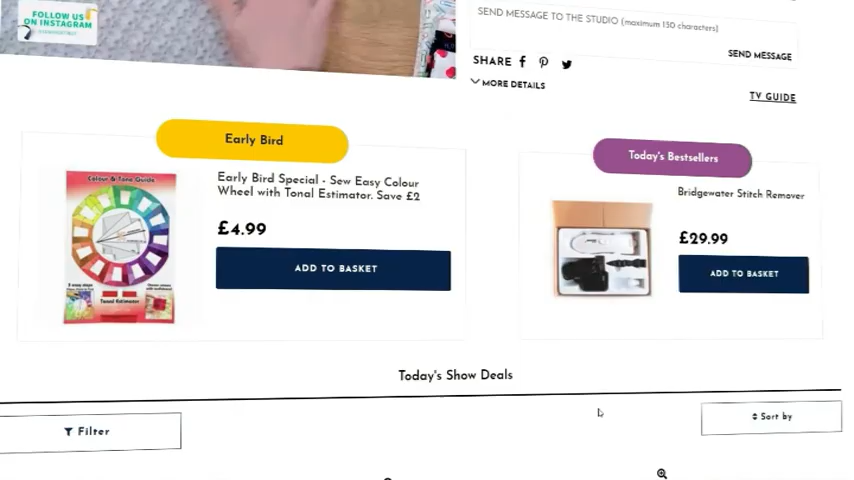 FOLLOW US
ON INSTAGRAM
SEND MESSAGE TO THE STUDIO (maximum 150 characters)
SEND MESSAGE
SHARE
MORE DETAILS
TV GUIDE
Early Bird
Early Bird Special - Sew Easy Colour
Wheel with Tonal Estimator. Save £2
£4.99
ADD TO BASKET
Colour & Tone Guide
Tonal Estimator
Today's Bestsellers
Bridgewater Stitch Remover
£29.99
ADD TO BASKET
Today's Show Deals
Filter
Sort by